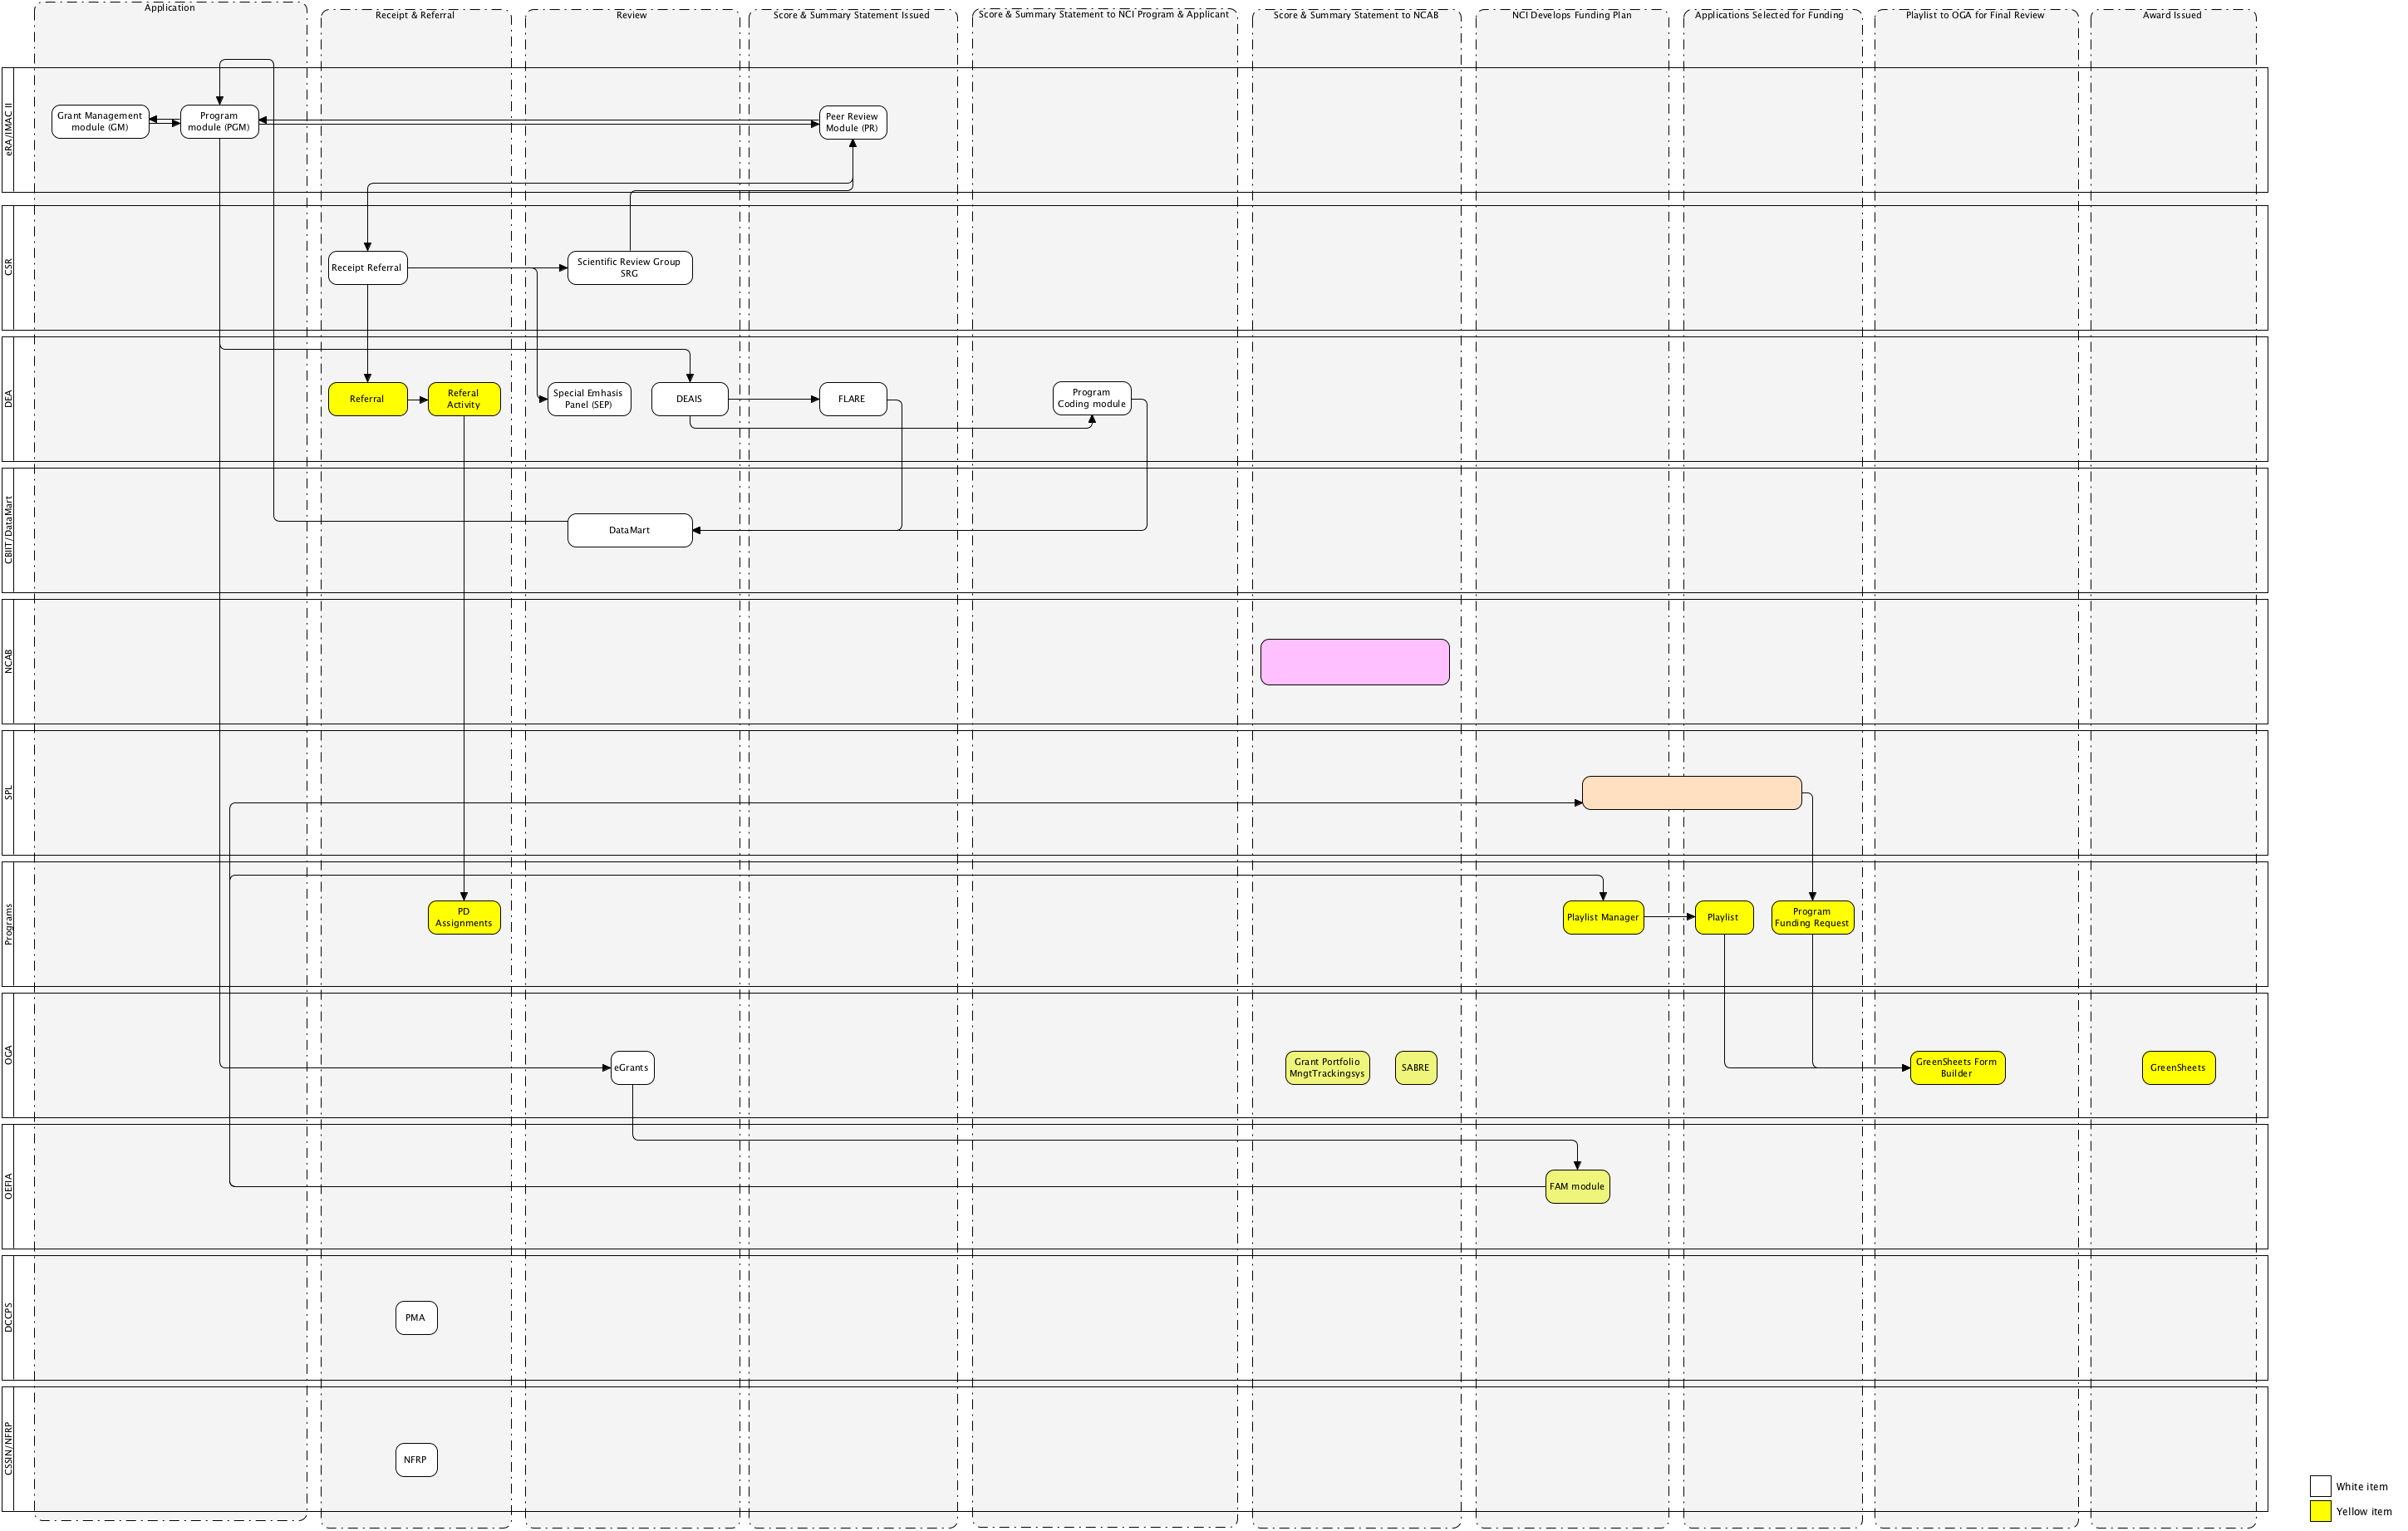 Application
Receipt & Referral
Review
Score & Summary Statement Issued
Score & Summary Statement to NCI Program & Applicant
Score & Summary Statement to NCAB
NCI Develops Funding Plan
Applications Selected for Funding
Playlist to OGA for Final Review
Award Issued
eRA/IMAC II
Grant Management
module (GM)
Program
module (PGM)
Peer Review
Module (PR)
CSR
Receipt Referral
Scientific Review Group
SRG
DEA
Referral
Referal
Activity
Special Emhasis
Panel (SEP)
DEAIS
FLARE
Program
Coding module
CBIIT/DataMart
DataMart
NCAB
SPL
Programs
PD
Assignments
Playlist Manager
Playlist
Program
Funding Request
OGA
eGrants
Grant Portfolio
MngtTrackingsys
SABRE
GreenSheets Form
Builder
GreenSheets
OEFIA
FAM module
DCCPS
PMA
CSSIN/NFRP
NFRP
White item
Yellow item